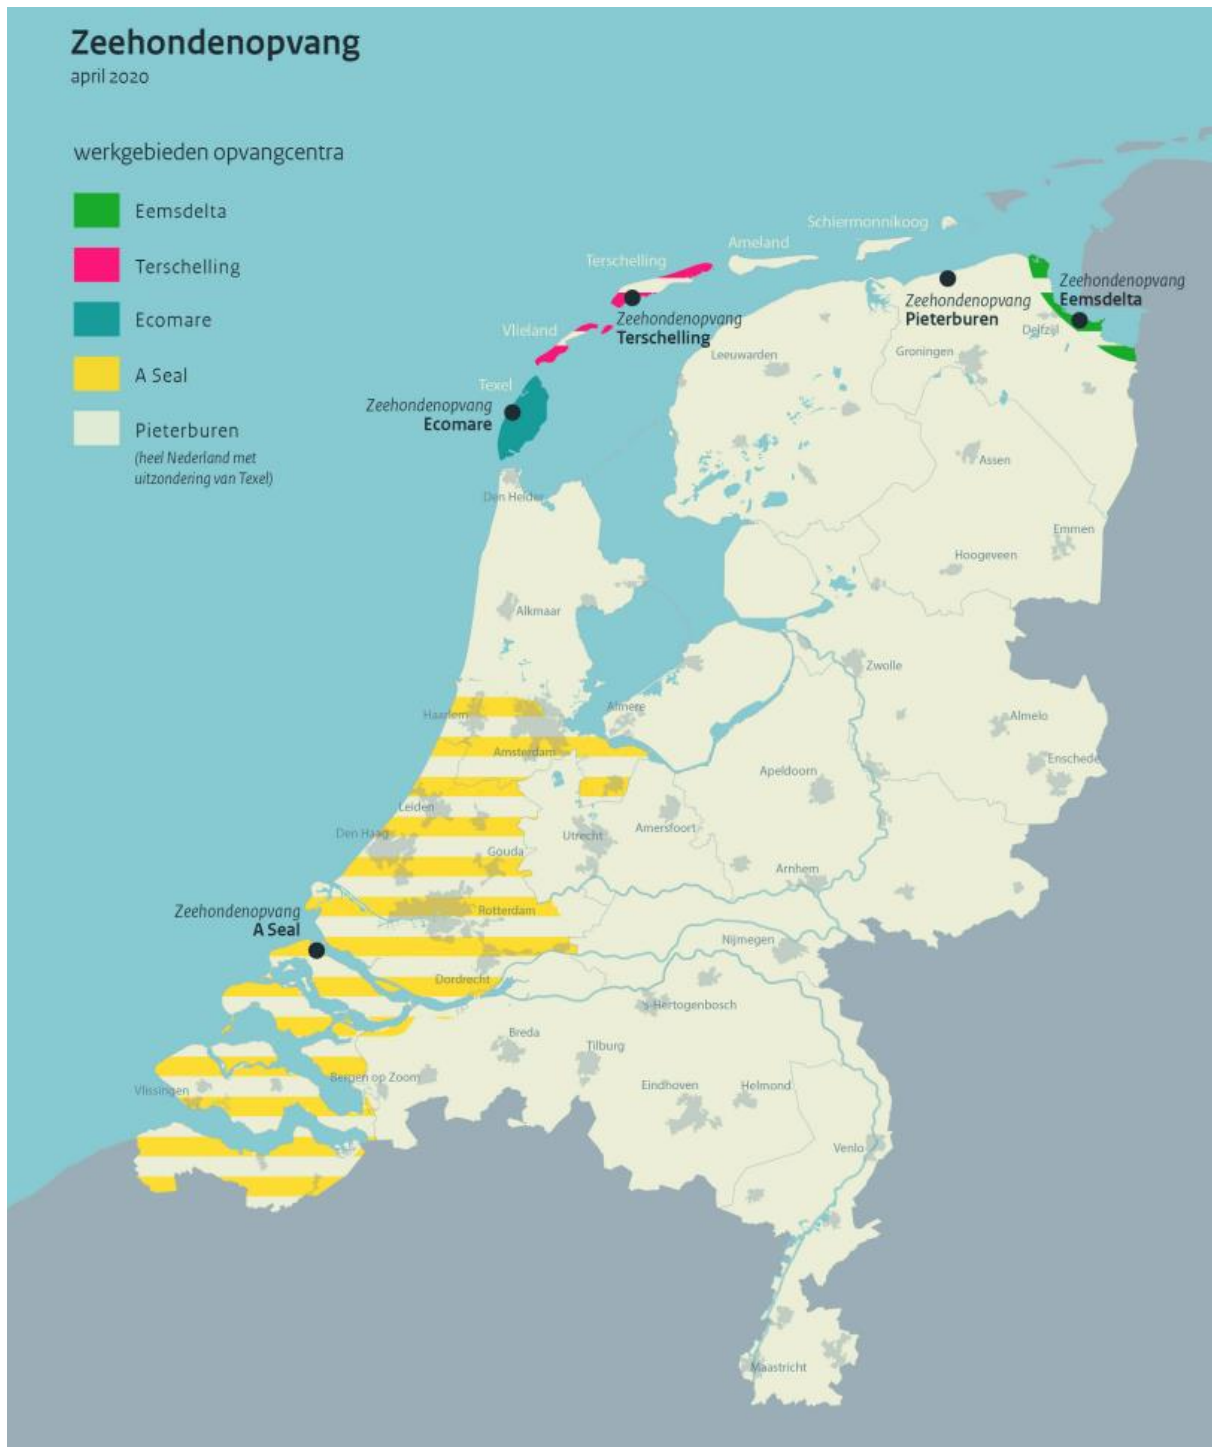 Zeehondenopvang
april 2020
werkgebieden opvangcentra
Eemsdelta
Terschelling
Ecomare
A Seal
Pieterburen
(heel Nederland met
uitzondering van Texel)
Schiermonnikoog
Ameland
Terschelling
Zeehondenopvang
Eemsdelta
Zeehondenopvang
Pieterburen
Zeehondenopvang
Terschelling
Vlieland
Delfzijl
Leeuwarden
Groningen
Texel
Zeehondenopvang
Ecomare
Assen
Den Helder
Emmen
Hoogeveen
Alkmaar
Zwolle
Haarlem
Almere
Almelo
Amsterdam
Enschede
Apeldoorn
Leiden
Den Haag
Utrecht
Amersfoort
Gouda
Arnhem
Zeehondenopvang
A Seal
Rotterdam
Nijmegen
Dordrecht
's-Hertogenbosch
Breda
Tilburg
Bergen op Zoom
Vlissingen
Eindhoven
Helmond
Venlo
Maastricht